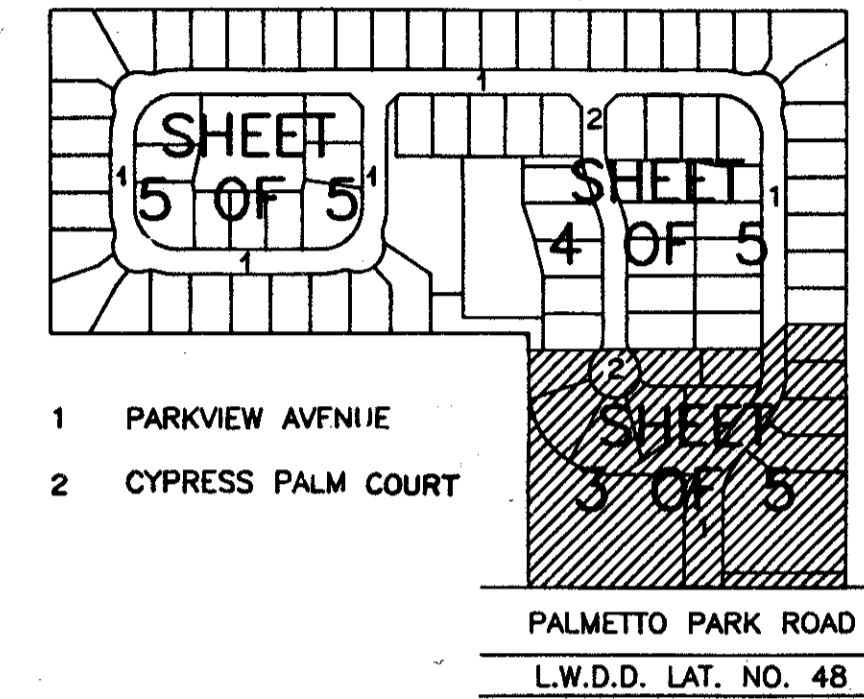 1
SHEET
2
SHEET
1
1
1
5 OF 5
4 OF 5
1
2
1 PARKVIEW AVENUE
SHEET
2 CYPRESS PALM COURT
3 OF 5
1
PALMETTO PARK ROAD
L.W.D.D. LAT. NO. 48